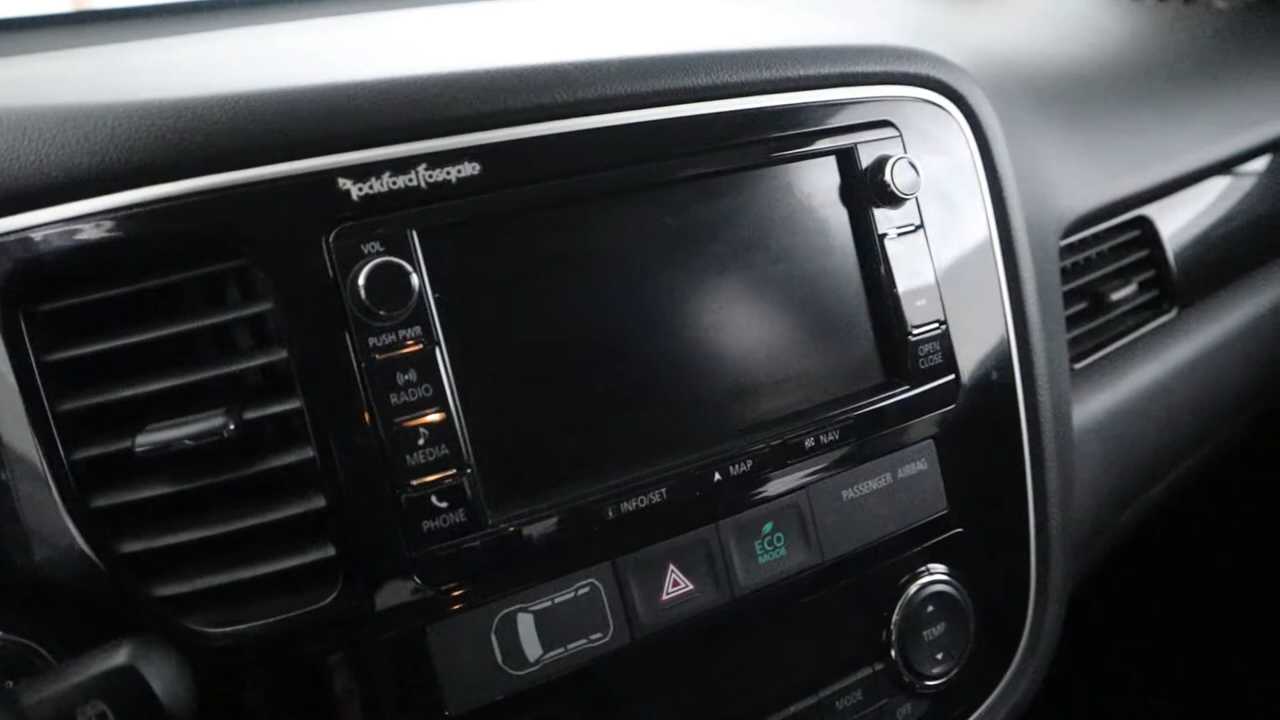 Rockford Fosgate
VOL
PUSH PWR
RADIO
MEDIA
PHONE
OPEN
CLOSE
INFO/SET
MAP
NAV
PASSENGER AIRBAG
ECO
MODE
TEMP
MODE
OFF